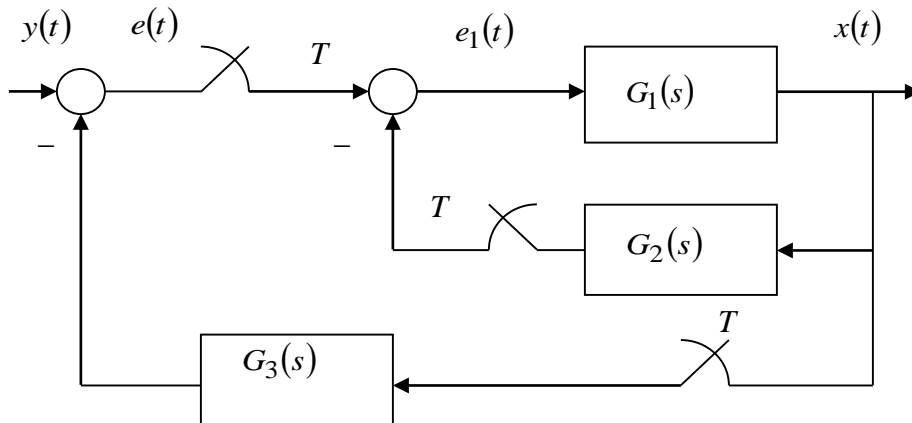 y(t)
e(t)
T
e₁(t)
G₁(s)
x(t)
−
−
T
G₂(s)
T
G₃(s)